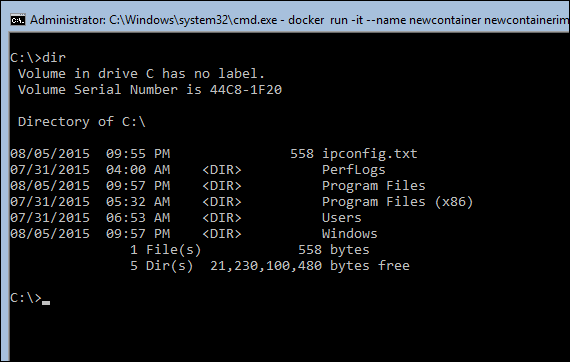 Administrator: C:\Windows\system32\cmd.exe - docker run -it --name newcontainer newcontainerim
C:\>dir
Volume in drive C has no label.
Volume Serial Number is 44C8-1F20
Directory of C:\
08/05/2015 09:55 PM 558 ipconfig.txt
07/31/2015 04:00 AM <DIR> PerfLogs
08/05/2015 09:57 PM <DIR> Program Files
07/31/2015 05:32 AM <DIR> Program Files (x86)
07/31/2015 06:53 AM <DIR> Users
08/05/2015 09:57 PM <DIR> Windows
1 File(s) 558 bytes
5 Dir(s) 21,230,100,480 bytes free
C:\>